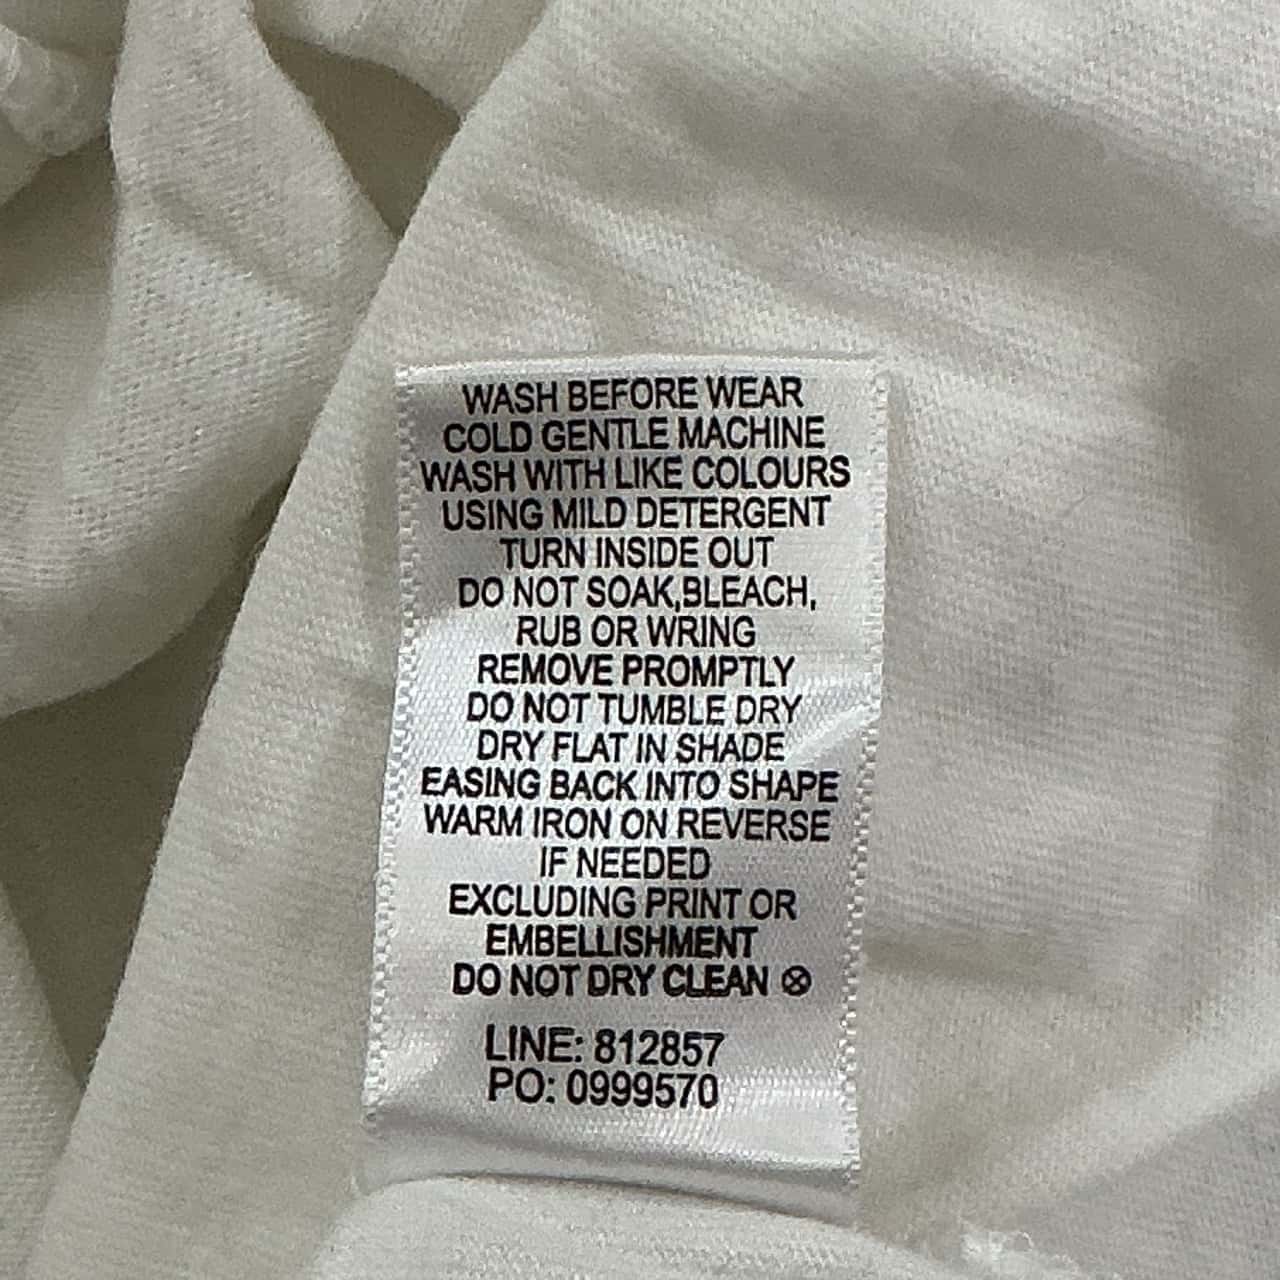 WASH BEFORE WEAR
COLD GENTLE MACHINE
WASH WITH LIKE COLOURS
USING MILD DETERGENT
TURN INSIDE OUT
DO NOT SOAK,BLEACH,
RUB OR WRING
REMOVE PROMPTLY
DO NOT TUMBLE DRY
DRY FLAT IN SHADE
EASING BACK INTO SHAPE
WARM IRON ON REVERSE
IF NEEDED
EXCLUDING PRINT OR
EMBELLISHMENT
DO NOT DRY CLEAN ⊗
LINE: 812857
PO: 0999570